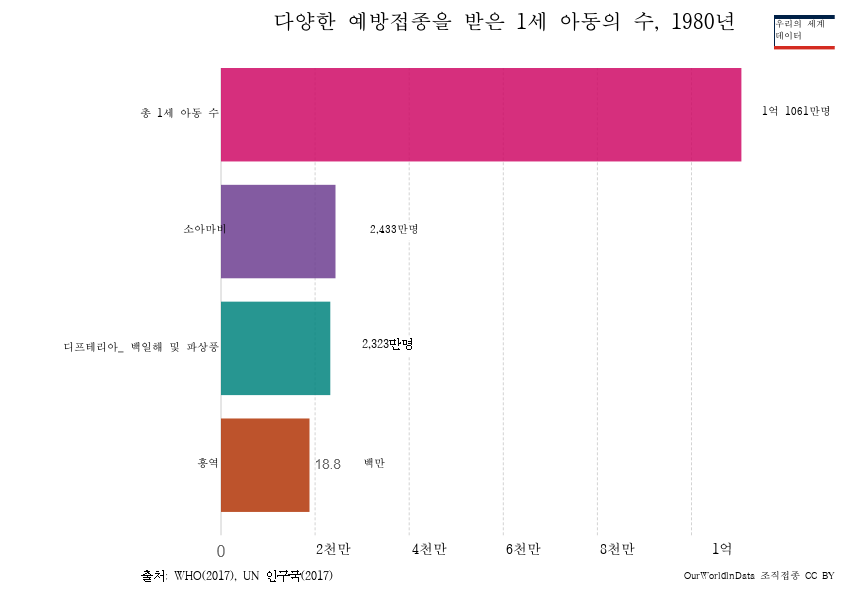 다양한 예방접종을 받은 1세 아동의 수, 1980년
우리의 세계
데이터
총 1세 아동 수
1억 1061만명
소아마비
2,433만명
디프테리아_ 백일해 및 파상풍
2,323만명
홍역
18.8 백만
0 2천만 4천만 6천만 8천만 1억
출처: WHO(2017), UN 인구국(2017)
OurWorldInData 조직접종 CC BY